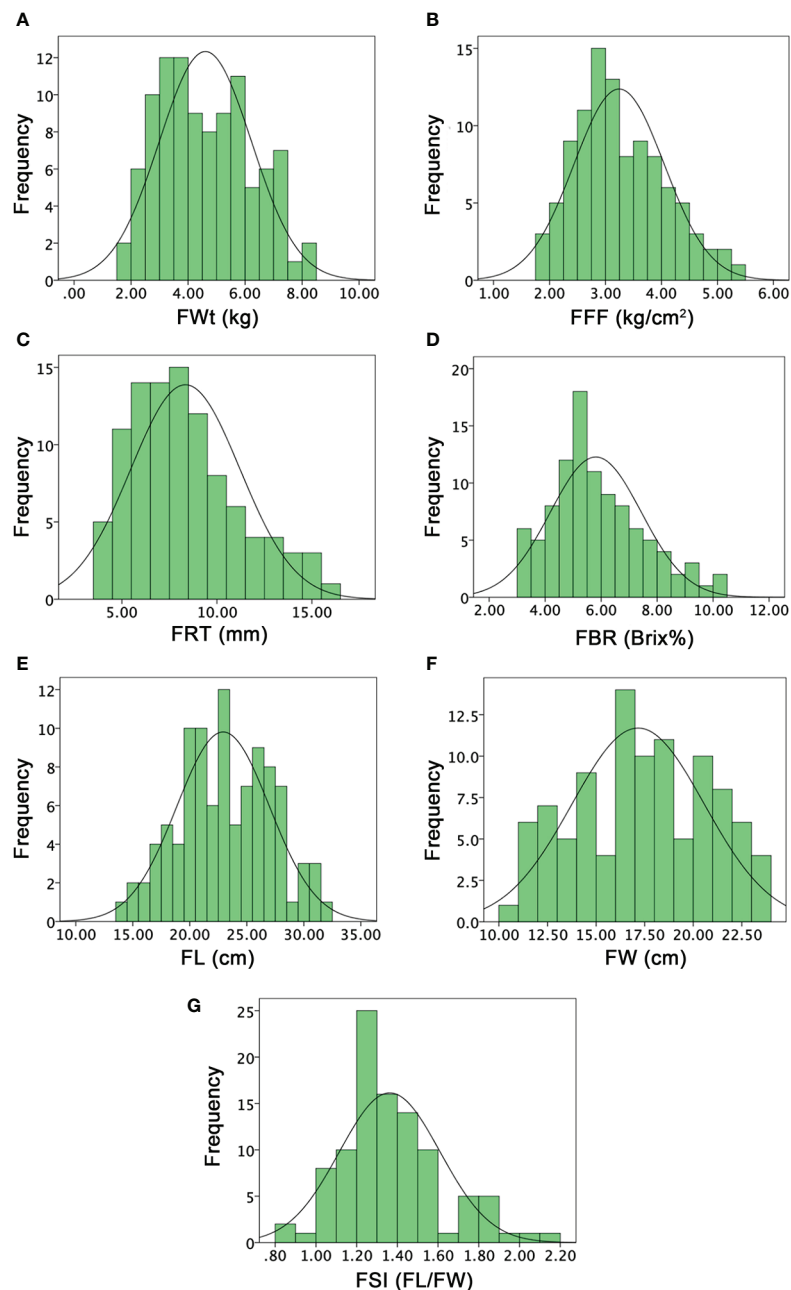 A
Frequency
12
10
8
6
4
2
0
.00 2.00 4.00 6.00 8.00 10.00
FWt (kg)
B
Frequency
15
10
5
0
1.00 2.00 3.00 4.00 5.00 6.00
FFF (kg/cm²)
C
Frequency
15
10
5
0
5.00 10.00 15.00
FRT (mm)
D
Frequency
20
15
10
5
0
2.00 4.00 6.00 8.00 10.00 12.00
FBR (Brix%)
E
Frequency
12
10
8
6
4
2
0
10.00 15.00 20.00 25.00 30.00 35.00
FL (cm)
F
Frequency
12.5
10.0
7.5
5.0
2.5
0.0
10.00 12.50 15.00 17.50 20.00 22.50
FW (cm)
G
Frequency
25
20
15
10
5
0
.80 1.00 1.20 1.40 1.60 1.80 2.00 2.20
FSI (FL/FW)